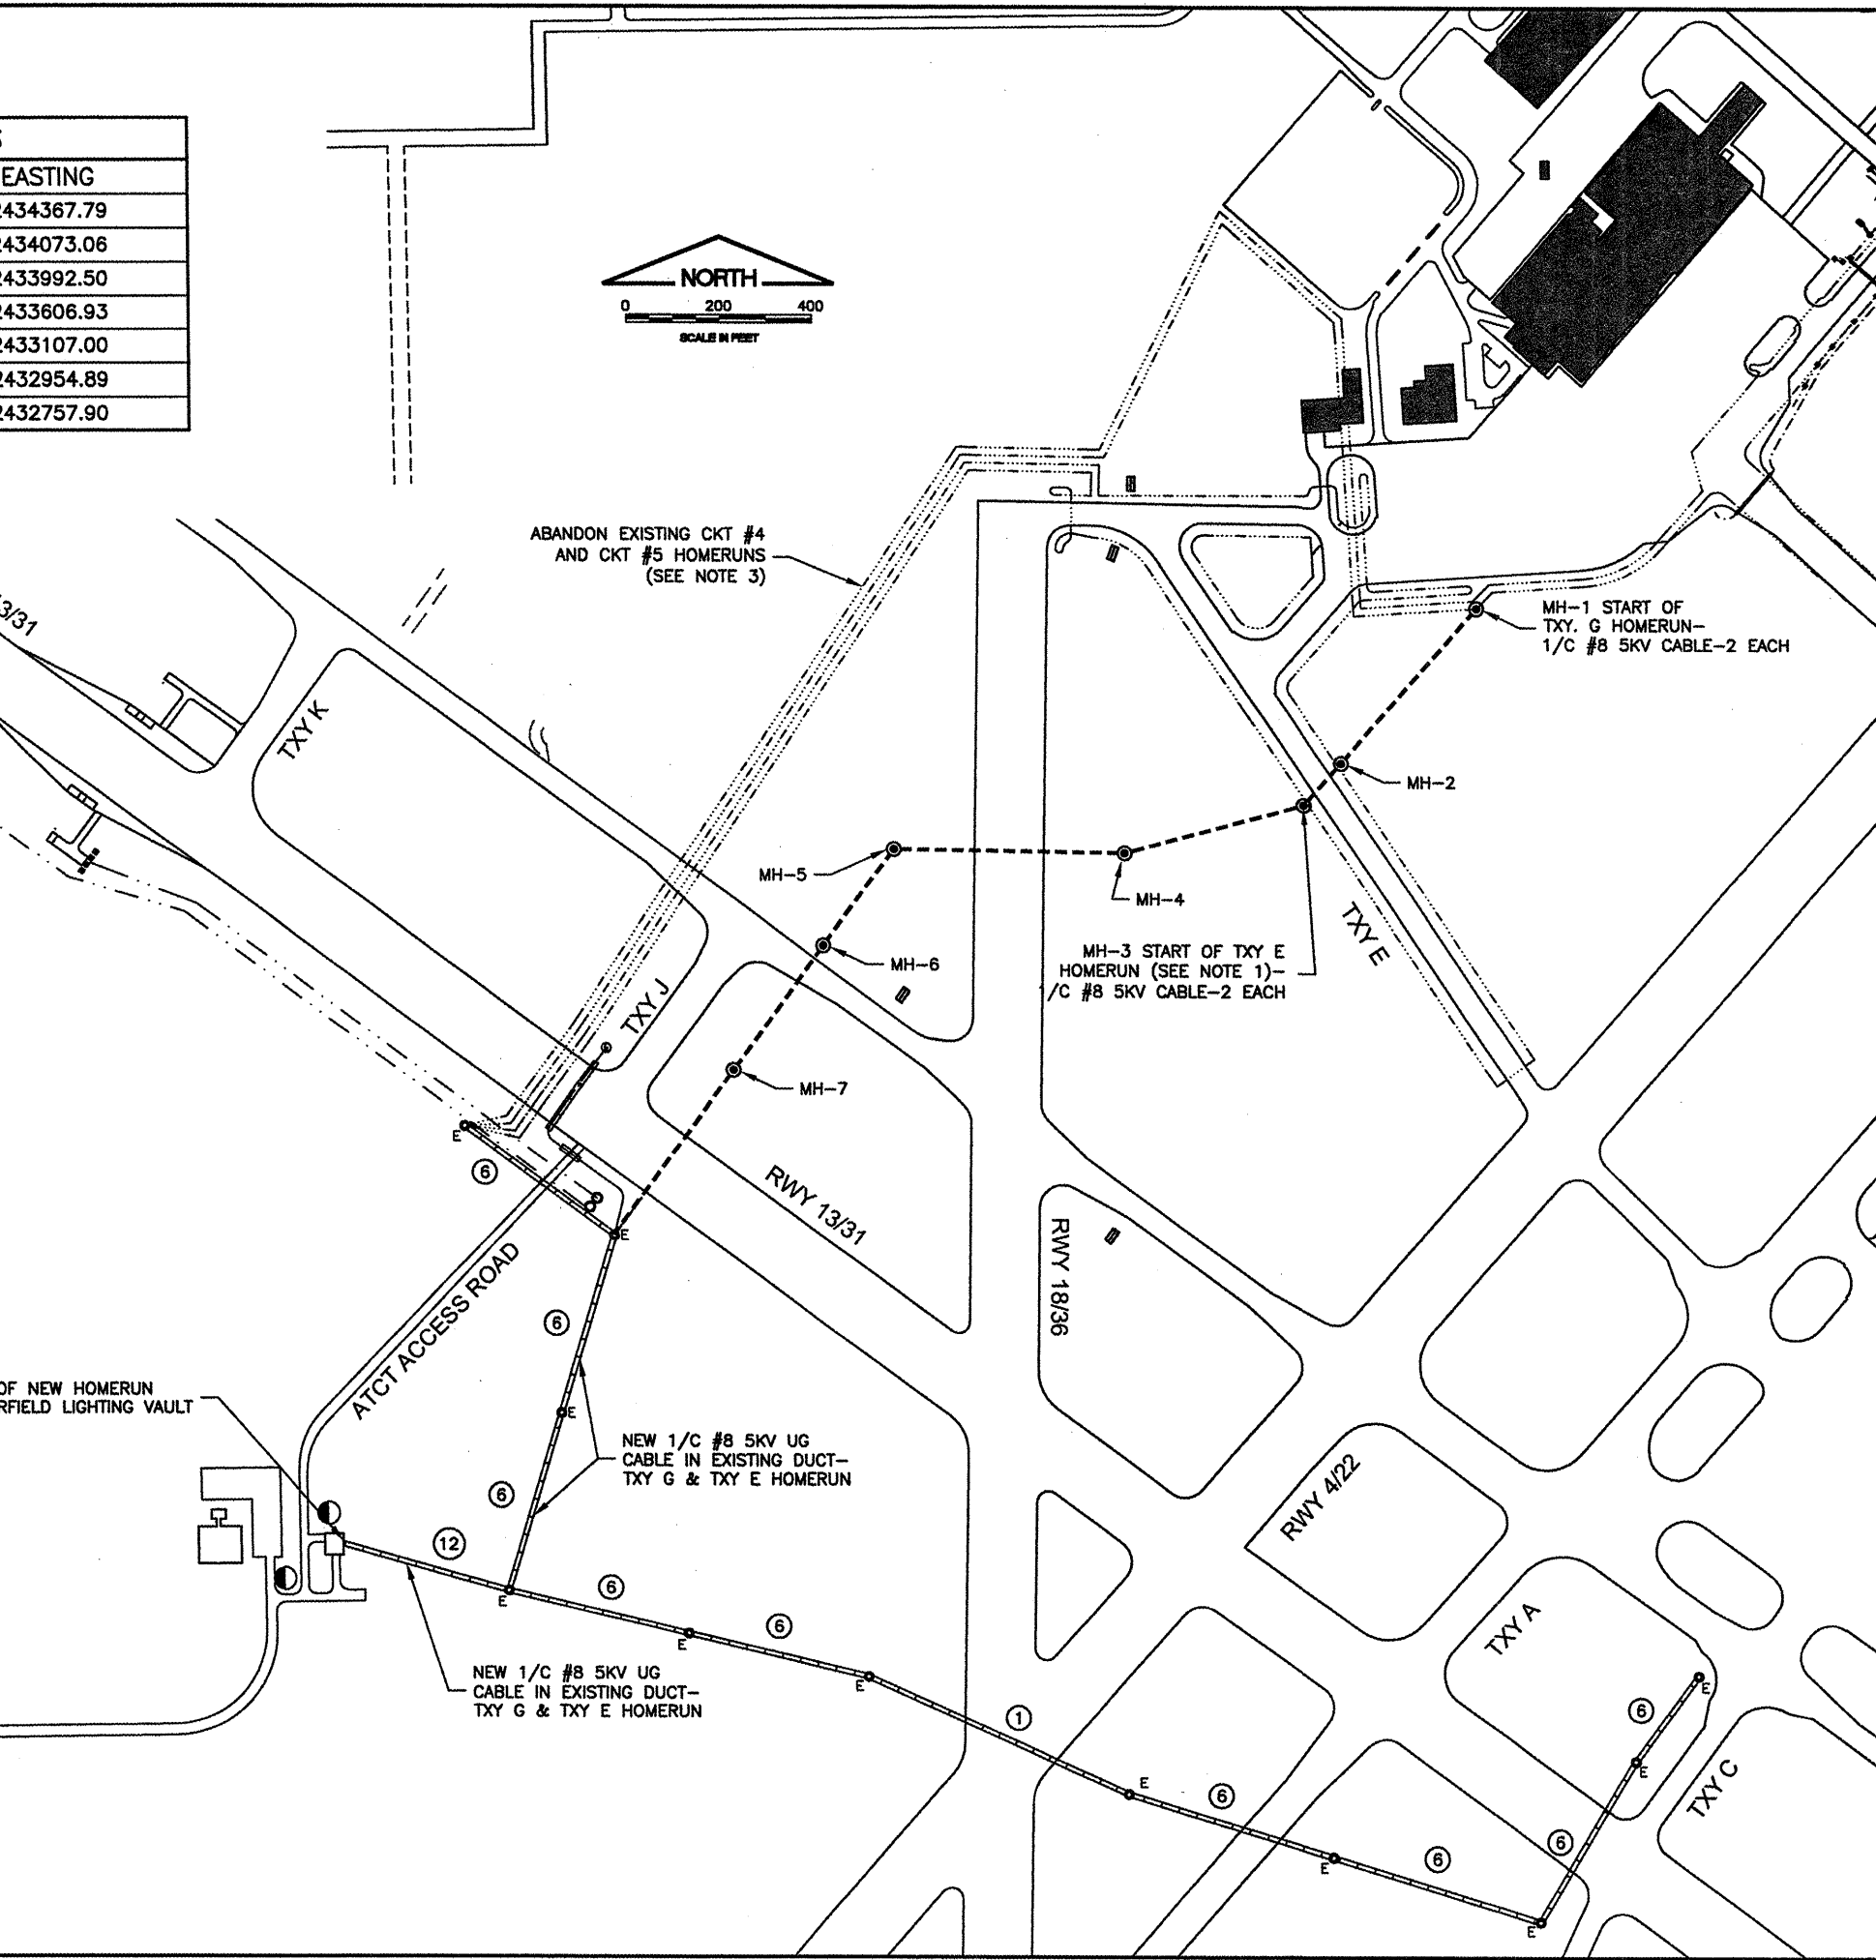 EASTING
2434367.79
2434073.06
2433992.50
2433606.93
2433107.00
2432954.89
2432757.90
NORTH
0 200 400
SCALE IN FEET
ABANDON EXISTING CKT #4
AND CKT #5 HOMERUNS
(SEE NOTE 3)
MH-1 START OF
TXY. G HOMERUN-
1/C #8 5KV CABLE-2 EACH
3/31
TXY K
MH-2
MH-5
MH-4
MH-6
MH-3 START OF TXY E
HOMERUN (SEE NOTE 1)-
/C #8 5KV CABLE-2 EACH
TXY E
TXY J
MH-7
E
6
E
RWY 13/31
RWY 18/36
ATCT ACCESS ROAD
6
OF NEW HOMERUN
RFIELD LIGHTING VAULT
E
NEW 1/C #8 5KV UG
CABLE IN EXISTING DUCT-
TXY G & TXY E HOMERUN
6
RWY 4/22
12
E
6
E
6
E
NEW 1/C #8 5KV UG
CABLE IN EXISTING DUCT-
TXY G & TXY E HOMERUN
TXY A
1
E
6
E
6
E
6
E
6
E
TXY C